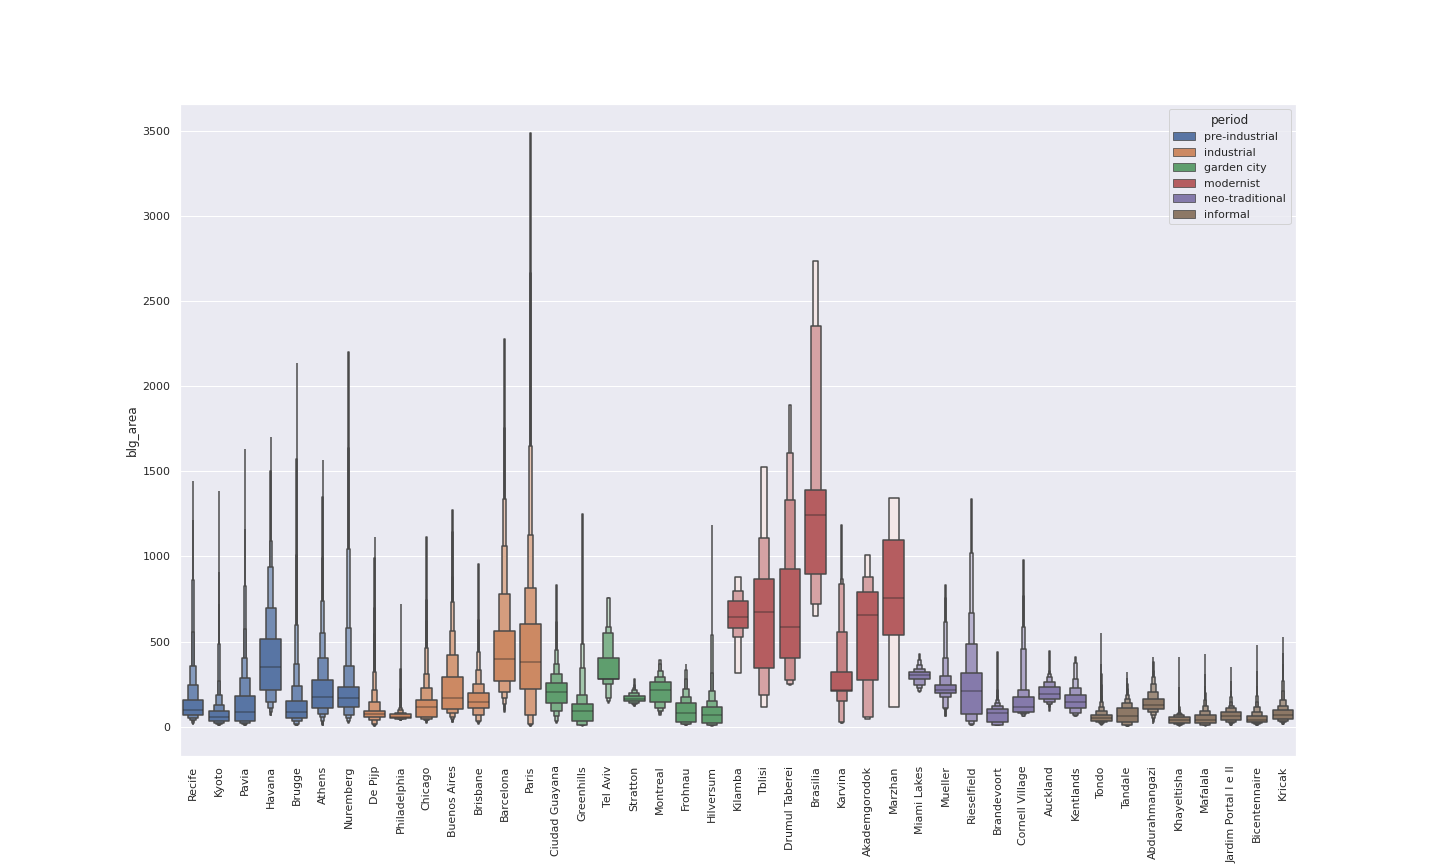 period
pre-industrial
industrial
garden city
modernist
neo-traditional
informal
blg_area
3500
3000
2500
2000
1500
1000
500
0
Recife
Kyoto
Pavia
Havana
Brugge
Athens
Nuremberg
De Pijp
Philadelphia
Chicago
Buenos Aires
Brisbane
Barcelona
Paris
Ciudad Guayana
Greenhills
Tel Aviv
Stratton
Montreal
Frohnau
Hilversum
Kilamba
Tblisi
Drumul Taberei
Brasilia
Karvina
Akademgorodok
Marzhan
Miami Lakes
Mueller
Rieselfield
Brandevoort
Cornell Village
Auckland
Kentlands
Tondo
Tandale
Abdurahmangazi
Khayeltisha
Mafalala
Jardim Portal I e II
Bicentennaire
Kricak